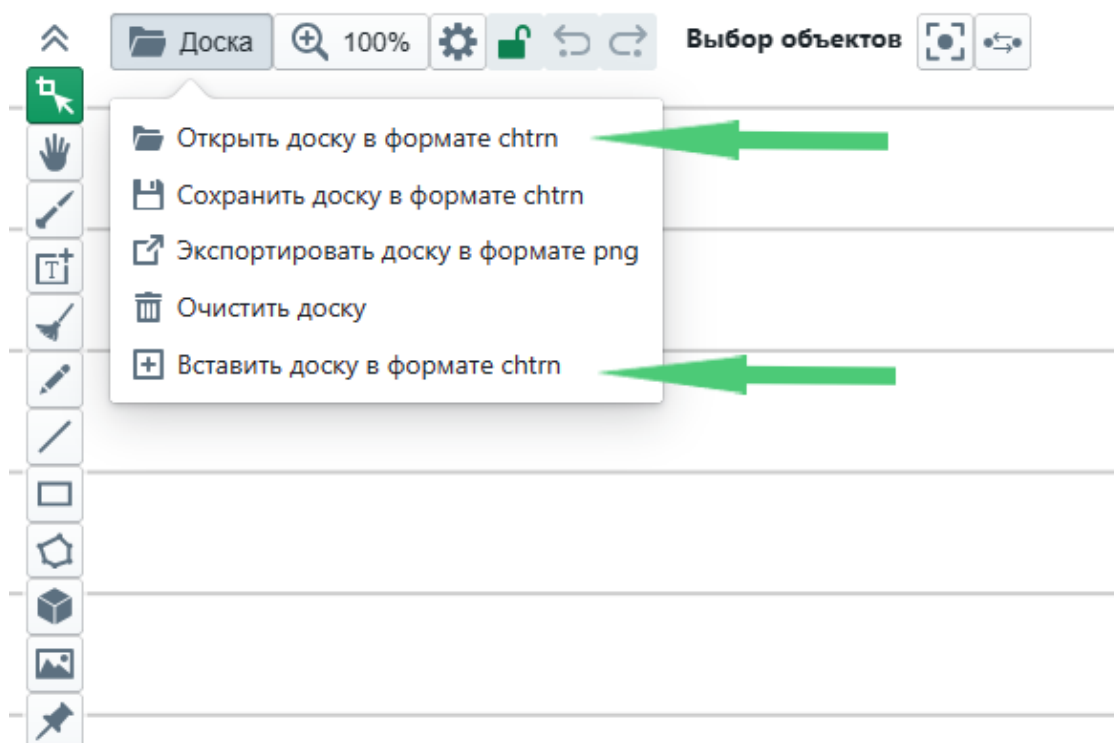 Доска 100% Выбор объектов
Открыть доску в формате chtrn
Сохранить доску в формате chtrn
Экспортировать доску в формате png
Очистить доску
Вставить доску в формате chtrn